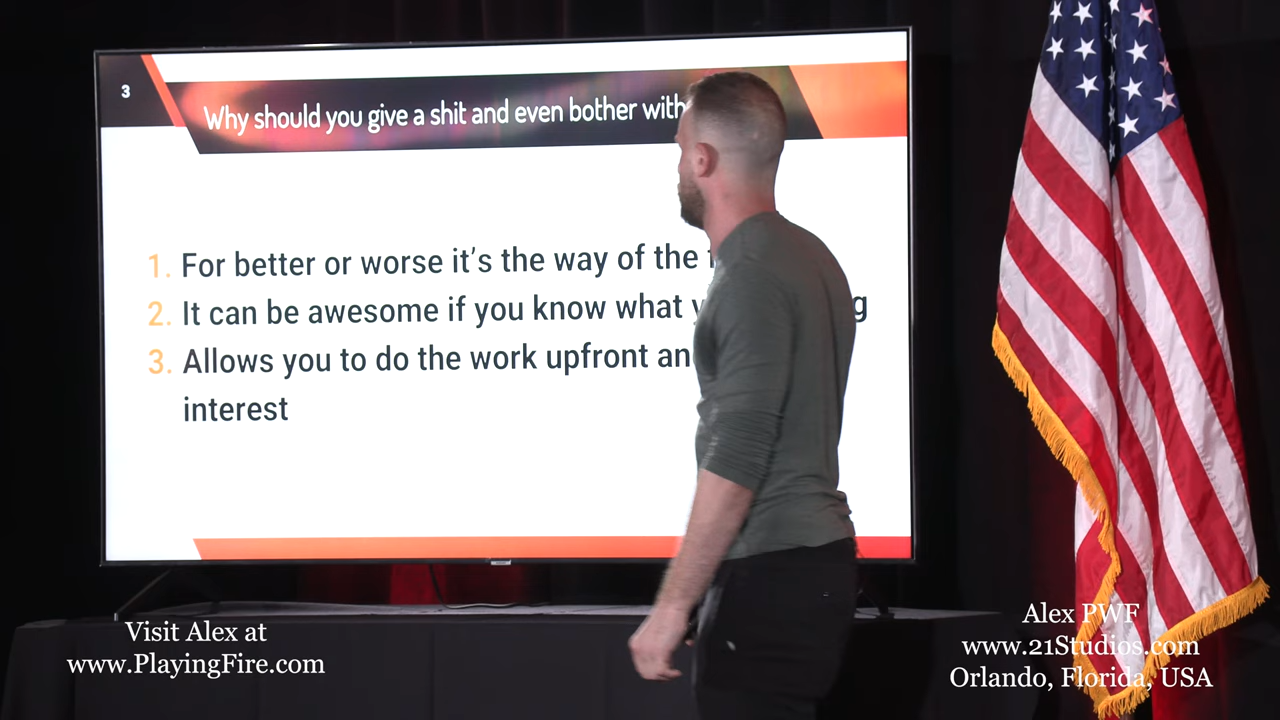 3
Why should you give a shit and even bother with
1. For better or worse it's the way of the
2. It can be awesome if you know what
3. Allows you to do the work upfront
interest
Visit Alex at
www.PlayingFire.com
Alex PWF
www.21Studios.com
Orlando, Florida, USA